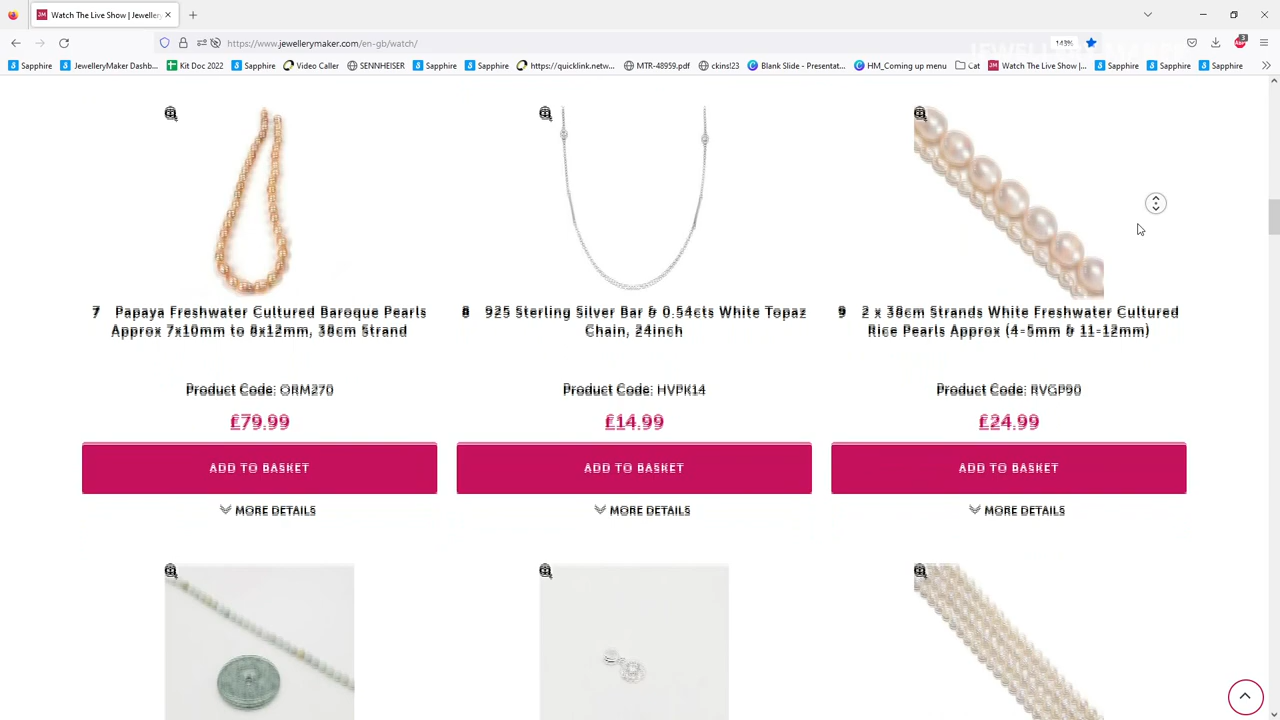 Watch The Live Show | Jeweller
https://www.jewellerymaker.com gb/watch/
143%
3
Sapphire
JewelleryMaker Dashb...
Kit Doc 2022
Sapphire
Video Caller
SENNHEISER
Sapphire
Sapphire
https://quicklink.netw...
MTR-48959.pdf
ckins!23
Blank Slide - Presentat...
HM_Coming up menu
Cat
Watch The Live Show |...
Sapphire
Sapphire
Sapphire
7 Papaya Freshwater Cultured Baroque Pearls
Approx 7x10mm to 8x12mm, 38cm Strand
Product Code: ORM270
£79.99
ADD TO BASKET
MORE DETAILS
8 925 Sterling Silver Bar & 0.54cts White Topaz
Chain, 24inch
Product Code: HVPK14
£14.99
ADD TO BASKET
MORE DETAILS
9 2 x 38cm Strands White Freshwater Cultured
Rice Pearls Approx (4-5mm & 11-12mm)
Product Code: RVGP90
£24.99
ADD TO BASKET
MORE DETAILS